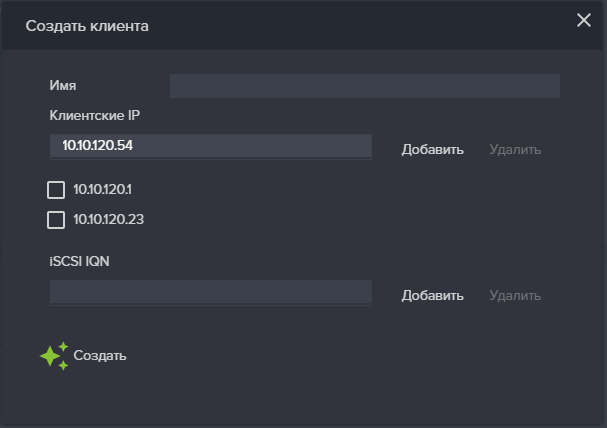 Создать клиента
Имя
Клиентские IP
10.10.120.54 Добавить Удалить
10.10.120.1
10.10.120.23
iSCSI IQN
Добавить Удалить
Создать